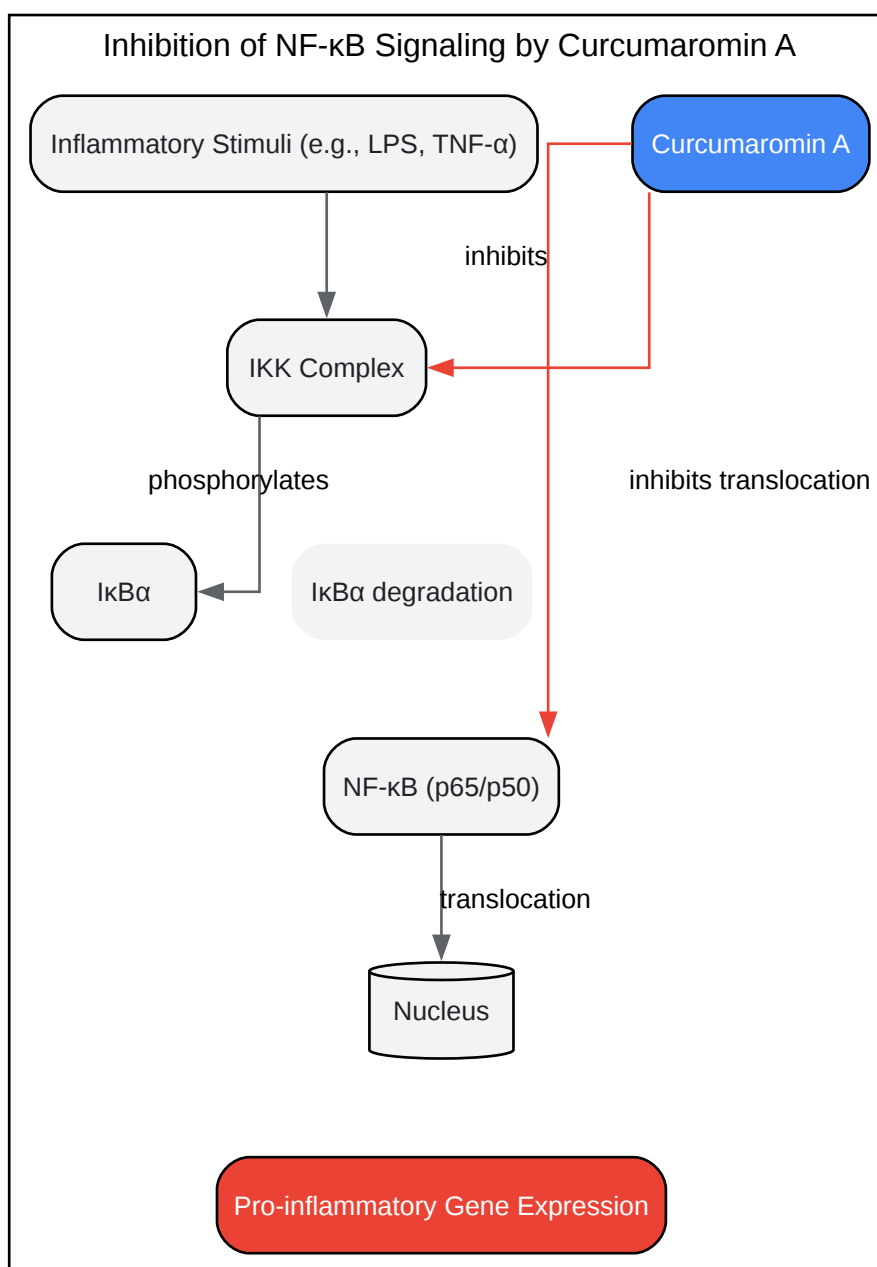 Inhibition of NF-κB Signaling by Curcumaromin A
Inflammatory Stimuli (e.g., LPS, TNF-α)
Curcumaromin A
inhibits
IKK Complex
phosphorylates
inhibits translocation
IκBα
IκBα degradation
NF-κB (p65/p50)
translocation
Nucleus
Pro-inflammatory Gene Expression